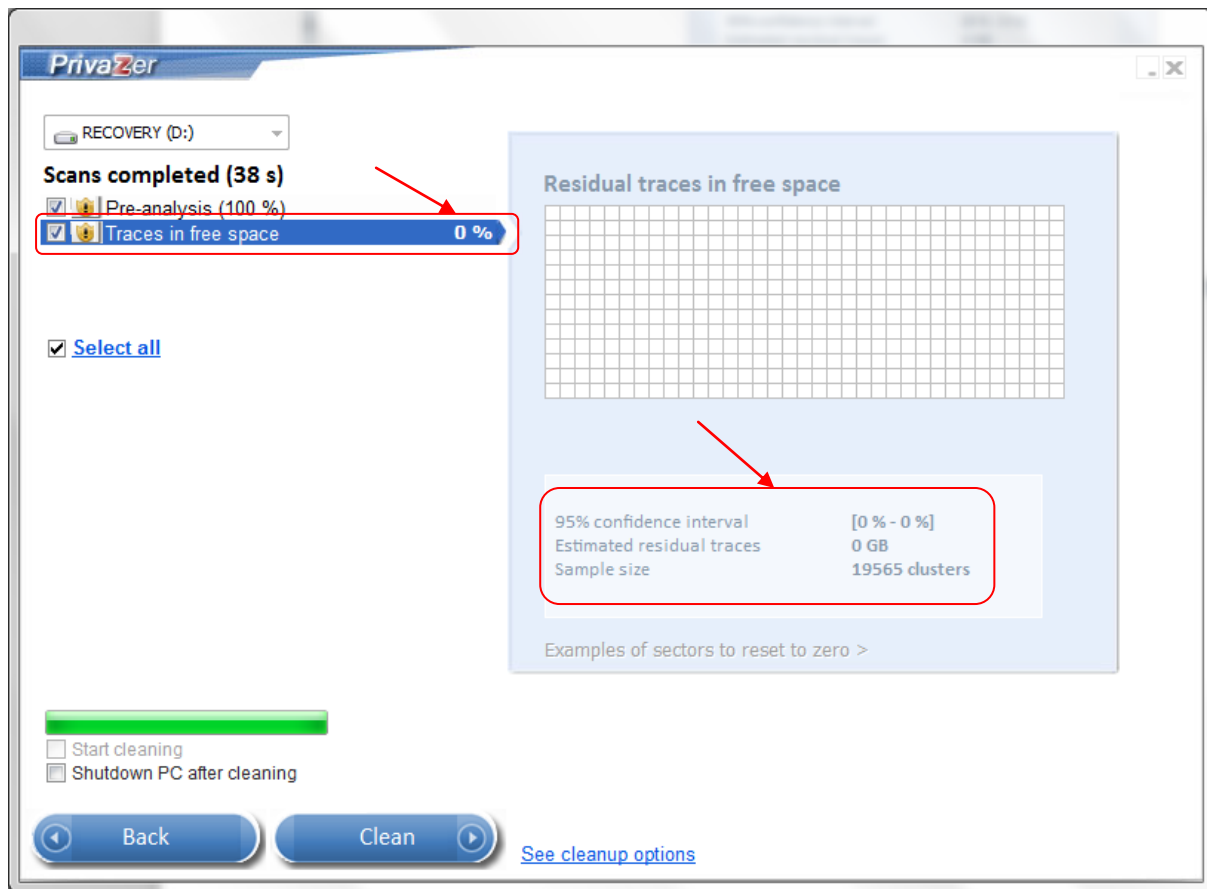 PrivaZer
RECOVERY (D:)
Scans completed (38 s)
Pre-analysis (100 %)
Traces in free space 0 %
Select all
Residual traces in free space
95% confidence interval [0 % - 0 %]
Estimated residual traces 0 GB
Sample size 19565 clusters
Examples of sectors to reset to zero >
Start cleaning
Shutdown PC after cleaning
Back
Clean
See cleanup options